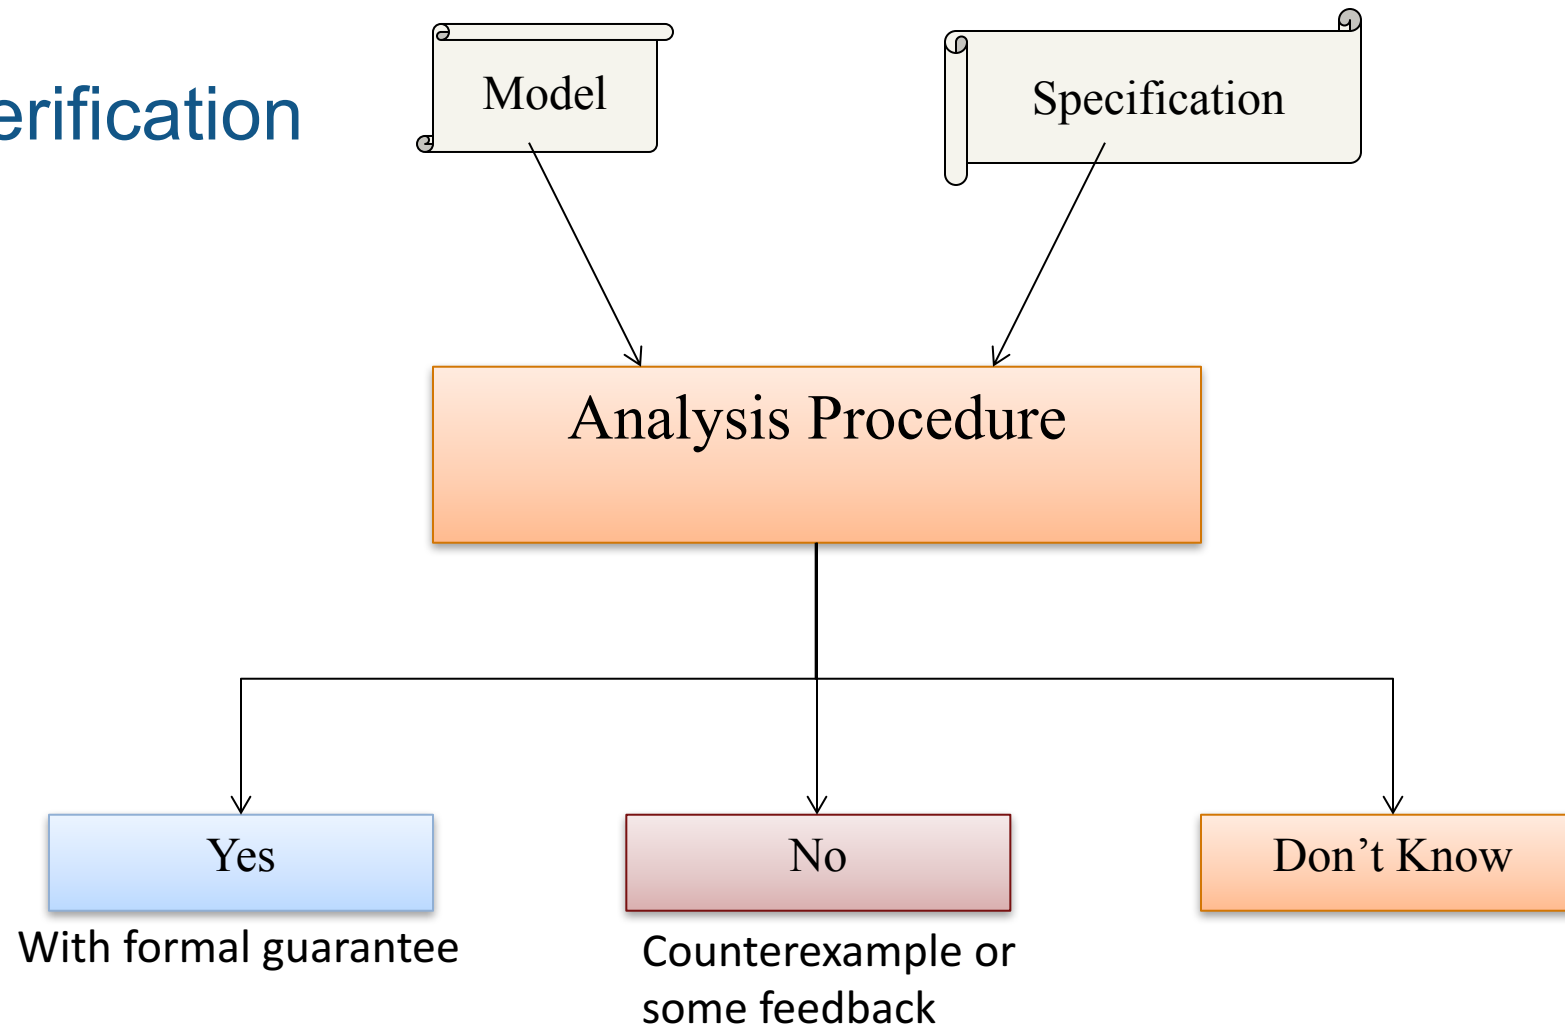 erification
Model
Specification
Analysis Procedure
Yes
No
Don’t Know
With formal guarantee
Counterexample or
some feedback